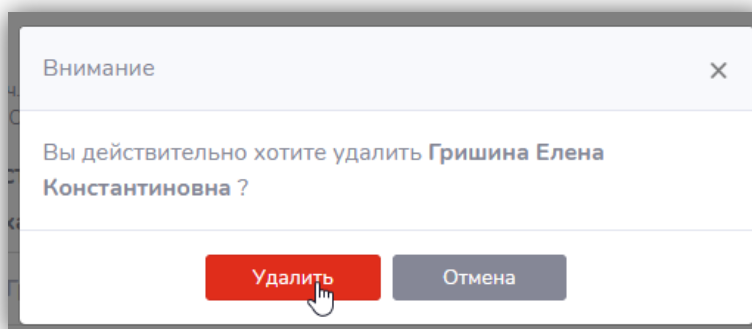 Внимание
Вы действительно хотите удалить Гришина Елена
Константиновна ?
Удалить
Отмена